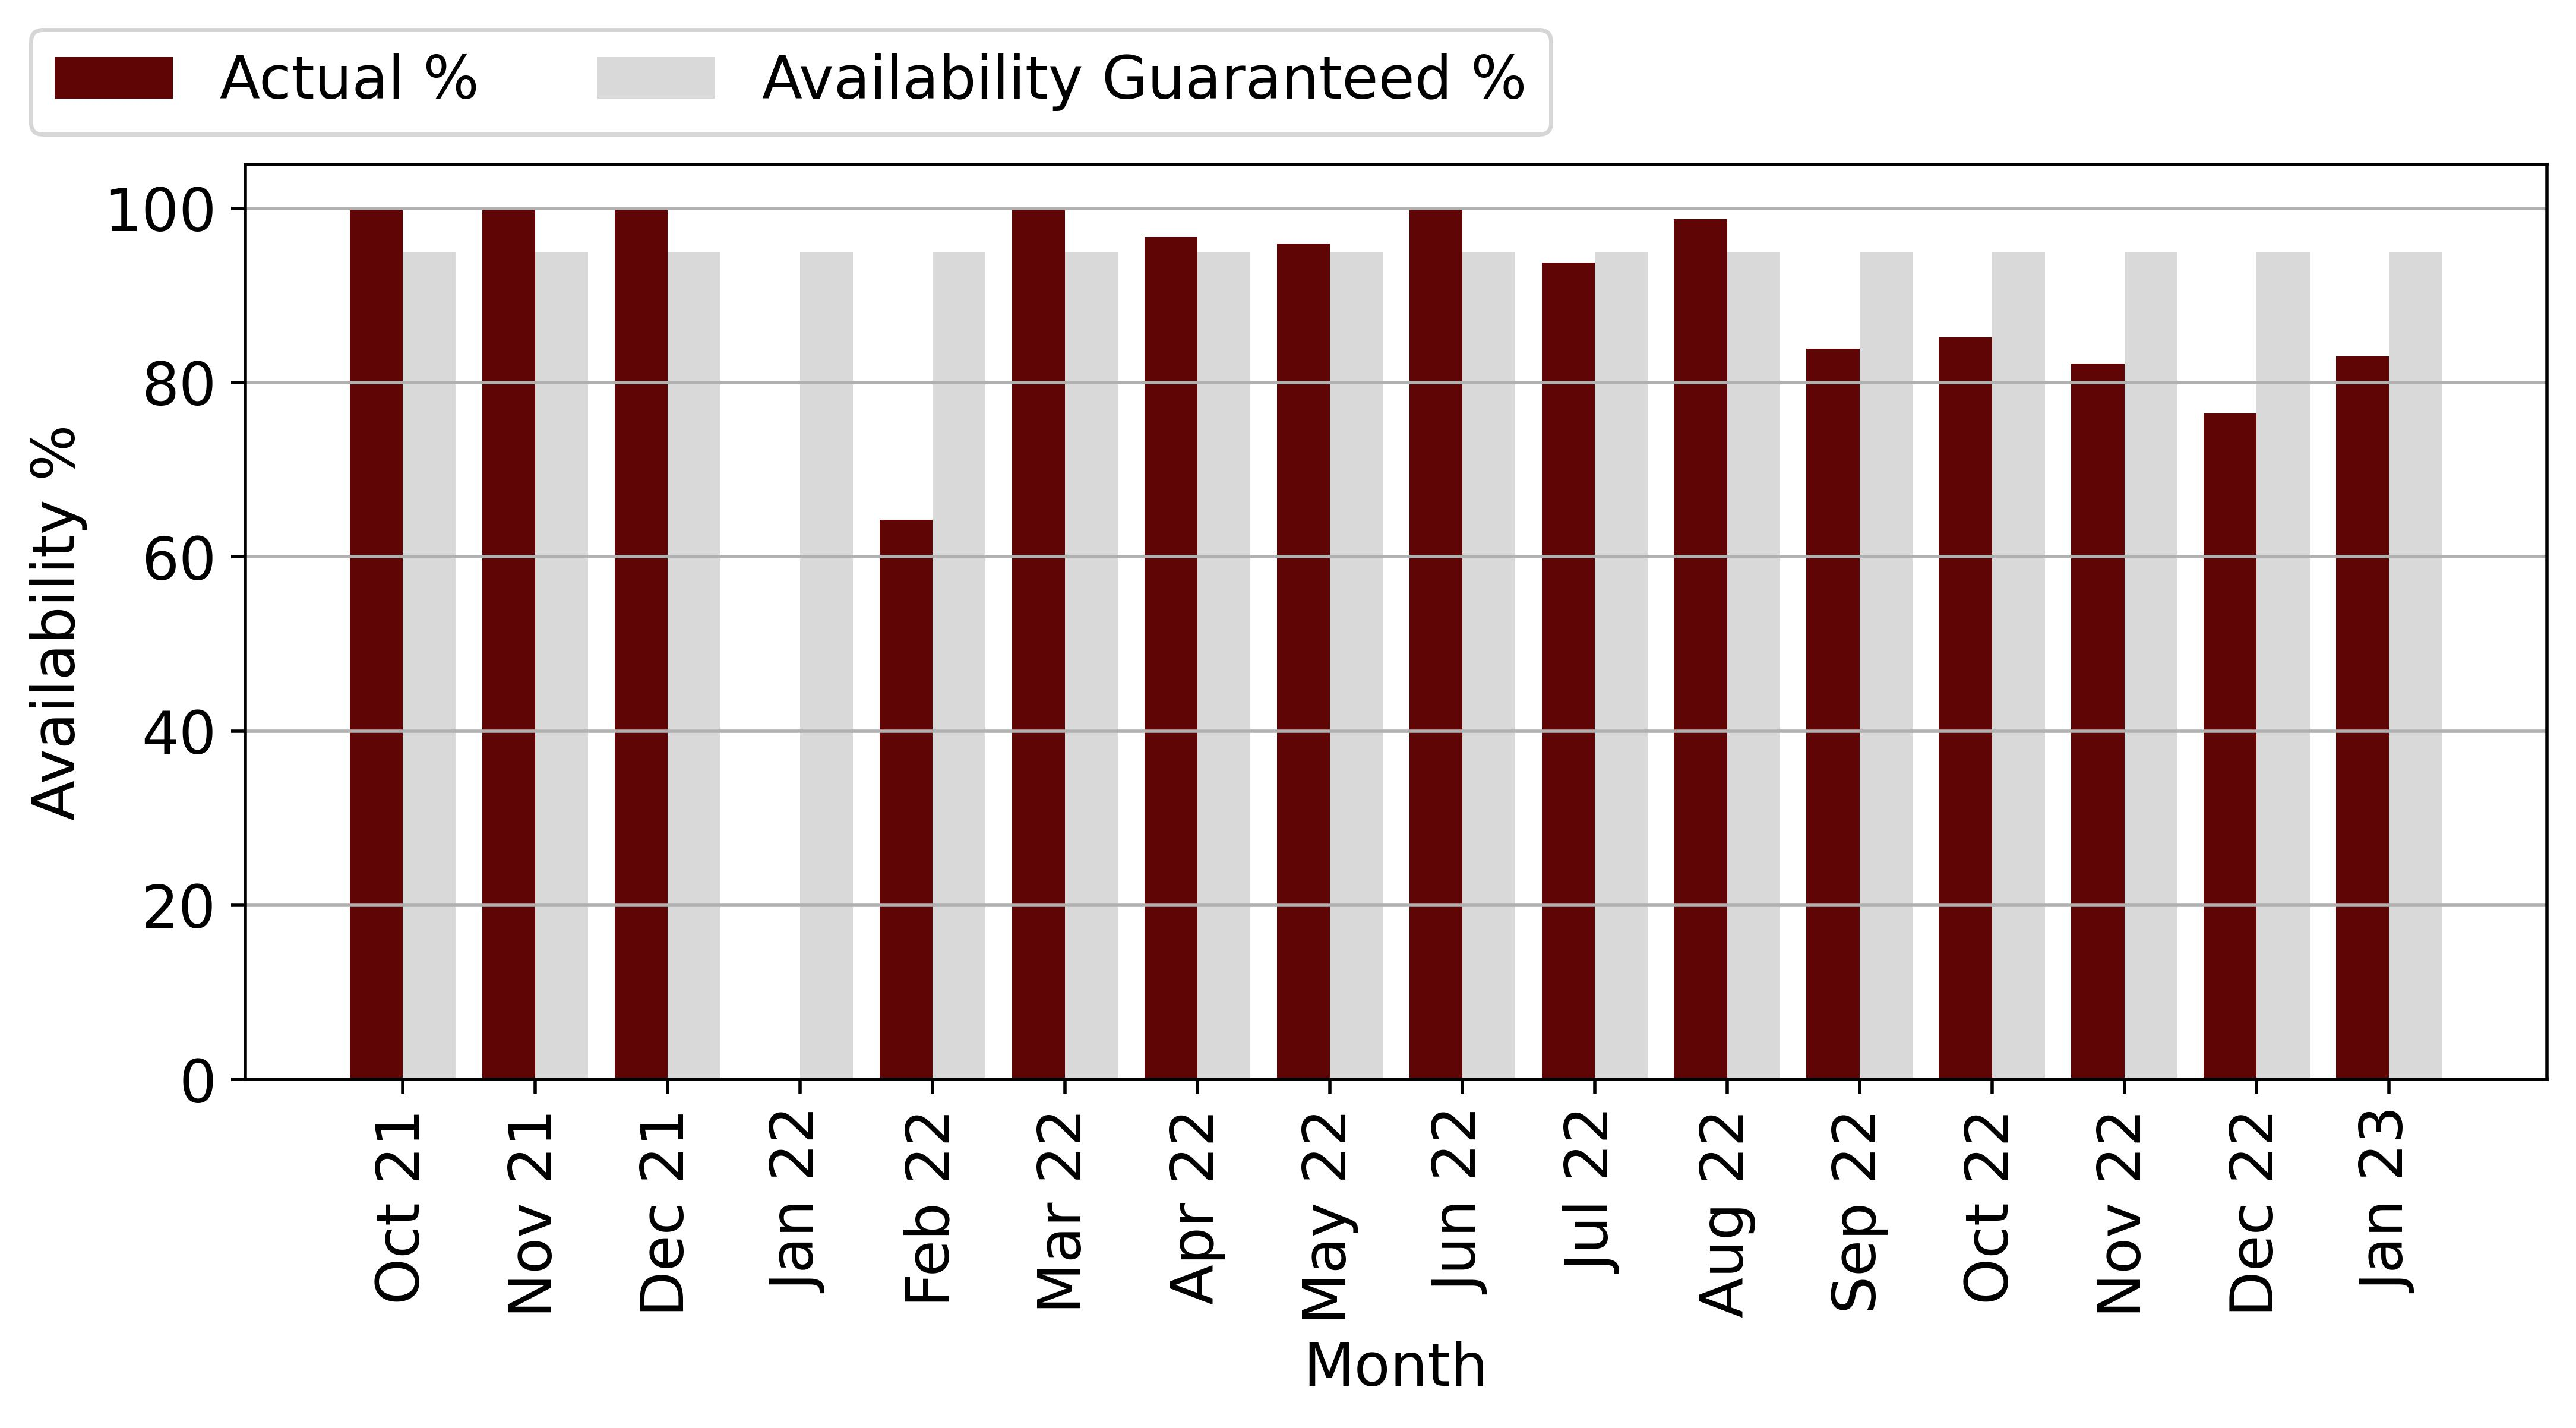 Actual %
Availability Guaranteed %
Availability %
100
80
60
40
20
0
Oct 21
Nov 21
Dec 21
Jan 22
Feb 22
Mar 22
Apr 22
May 22
Jun 22
Jul 22
Aug 22
Sep 22
Oct 22
Nov 22
Dec 22
Jan 23
Month